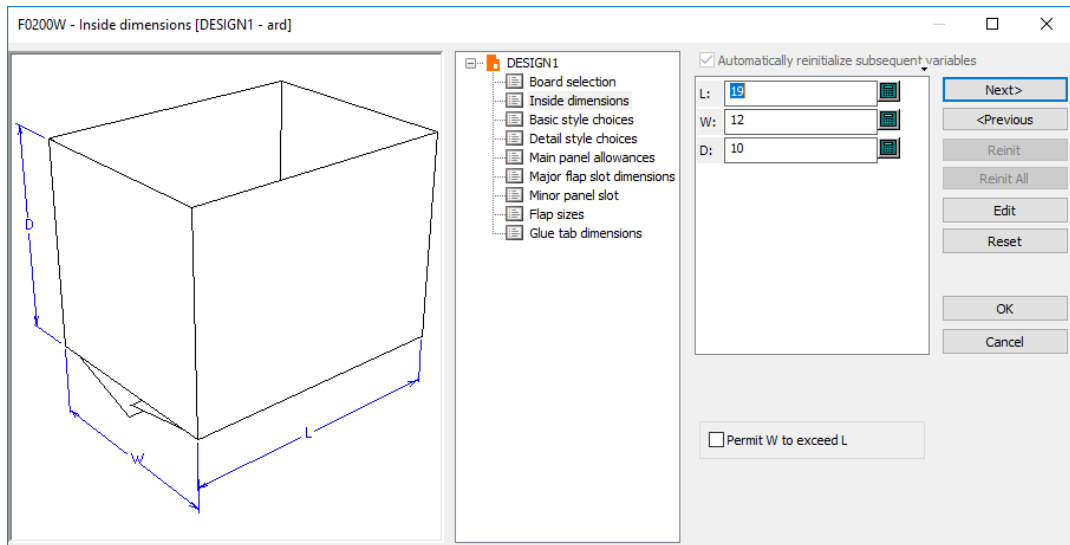 F0200W - Inside dimensions [DESIGN1 - ard]
D
W
L
DESIGN1
Board selection
Inside dimensions
Basic style choices
Detail style choices
Main panel allowances
Major flap slot dimensions
Minor panel slot
Flap sizes
Glue tab dimensions
Automatically reinitialize subsequent variables
L: 19
W: 12
D: 10
Permit W to exceed L
Next>
<Previous
Reinit
Reinit All
Edit
Reset
OK
Cancel